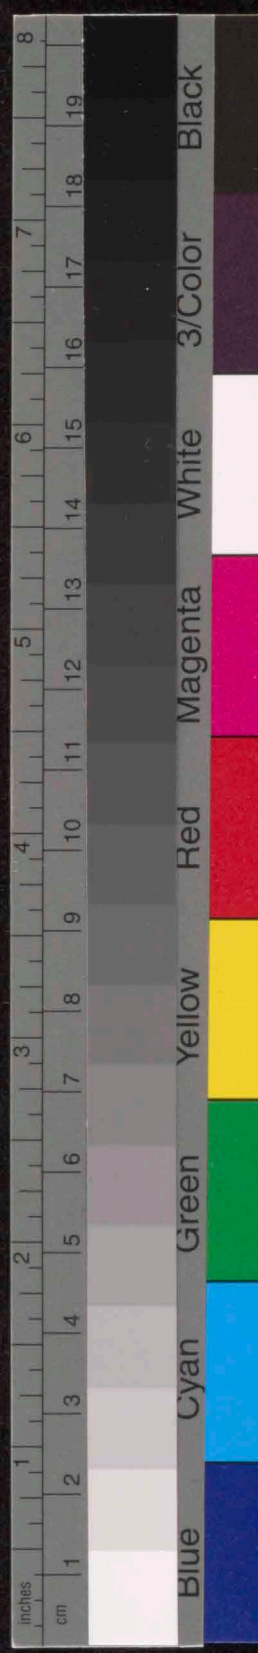 inches 1 2 3 4 5 6 7 8
cm 1 2 3 4 5 6 7 8 9 10 11 12 13 14 15 16 17 18 19
Blue Cyan Green Yellow Red Magenta White 3/Color Black